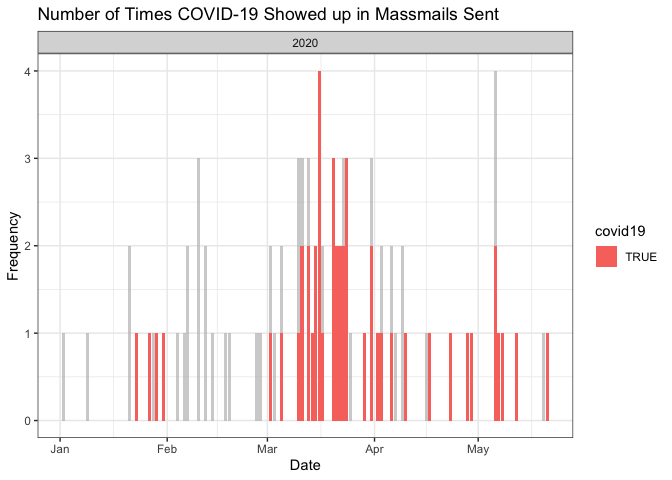 Number of Times COVID-19 Showed up in Massmails Sent
2020
4
3
2
1
0
Frequency
Jan Feb Mar Apr May
Date
covid19
TRUE